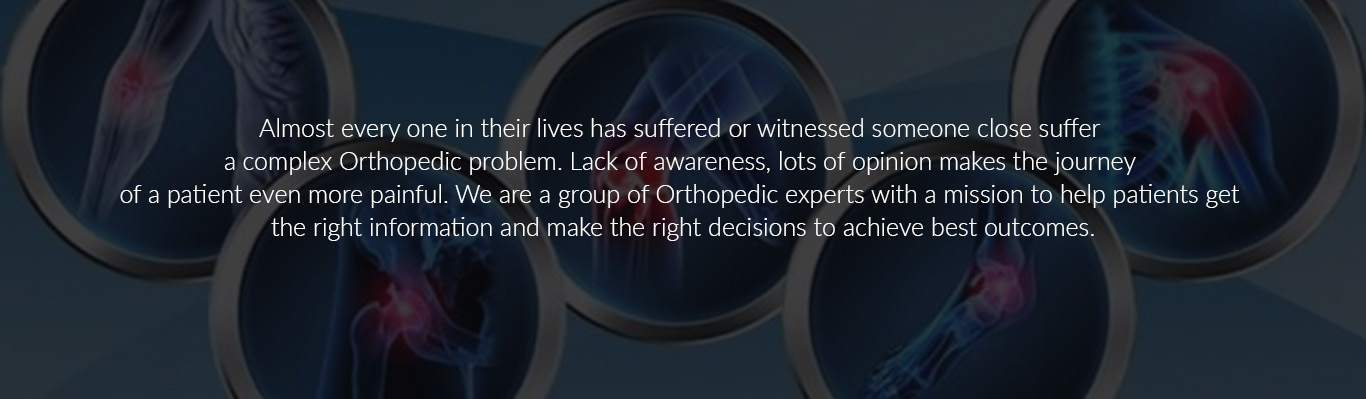 Almost every one in their lives has suffered or witnessed someone close suffer
a complex Orthopedic problem. Lack of awareness, lots of opinion makes the journey
of a patient even more painful. We are a group of Orthopedic experts with a mission to help patients get
the right information and make the right decisions to achieve best outcomes.